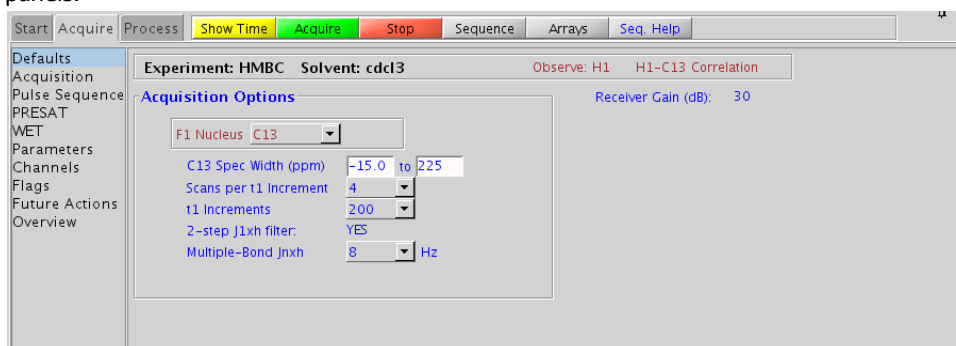 panels.
Start Acquire Process Show Time Acquire Stop Sequence Arrays Seq. Help
Defaults
Acquisition
Pulse Sequence
PRESAT
WET
Parameters
Channels
Flags
Future Actions
Overview
Experiment: HMBC Solvent: cdcl3 Observe: H1 H1-C13 Correlation
Acquisition Options
Receiver Gain (dB): 30
F1 Nucleus C13
C13 Spec Width (ppm) -15.0 to 225
Scans per t1 Increment 4
t1 Increments 200
2-step J1xh filter: YES
Multiple-Bond Jnxh 8 Hz